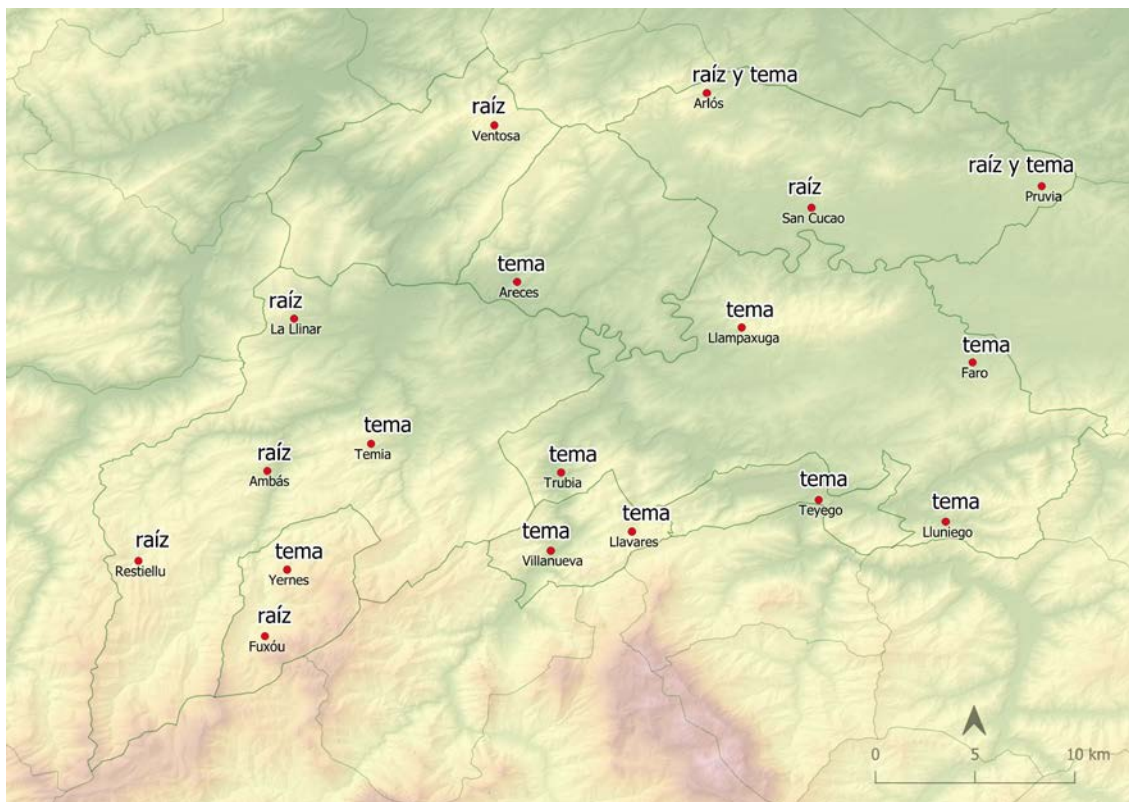 raíz y tema
Arlós
raíz
Ventosa
raíz y tema
Pruvia
raíz
San Cucao
tema
Areces
raíz
La Llinar
tema
Llampaxuga
tema
Faro
tema
Temia
raíz
Ambás
tema
Trubia
tema
Teyego
tema
Lluniego
tema
Llavares
tema
Villanueva
raíz
Restiellu
tema
Yernes
raíz
Fuxóu
0 5 10 km